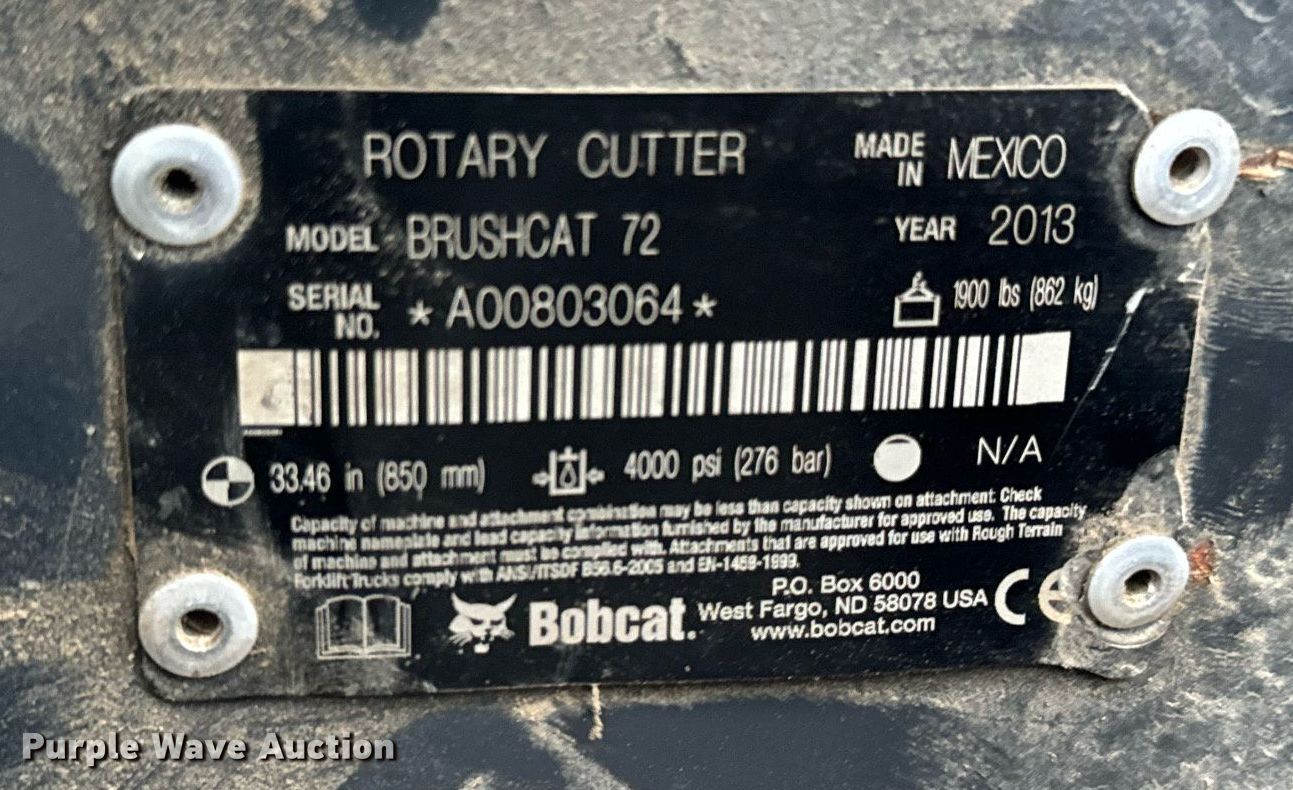 ROTARY CUTTER MADE IN MEXICO
MODEL BRUSHCAT 72 YEAR 2013
SERIAL NO. *A00803064* 1900 lbs (862 kg)
33.46 in (850 mm) 4000 psi (276 bar) N/A
Capacity of machine and attachment combination may be less than capacity shown on attachment. Check
machine nameplate and load capacity information furnished by the manufacturer for approved use. The capacity
of machine and attachment must be complied with. Attachments that are approved for use with Rough Terrain
Forklift Trucks comply with ANSI/ITSDF B56.6-2005 and EN-1459-1999.
Bobcat.
P.O. Box 6000
West Fargo, ND 58078 USA
www.bobcat.com
CE
Purple Wave Auction